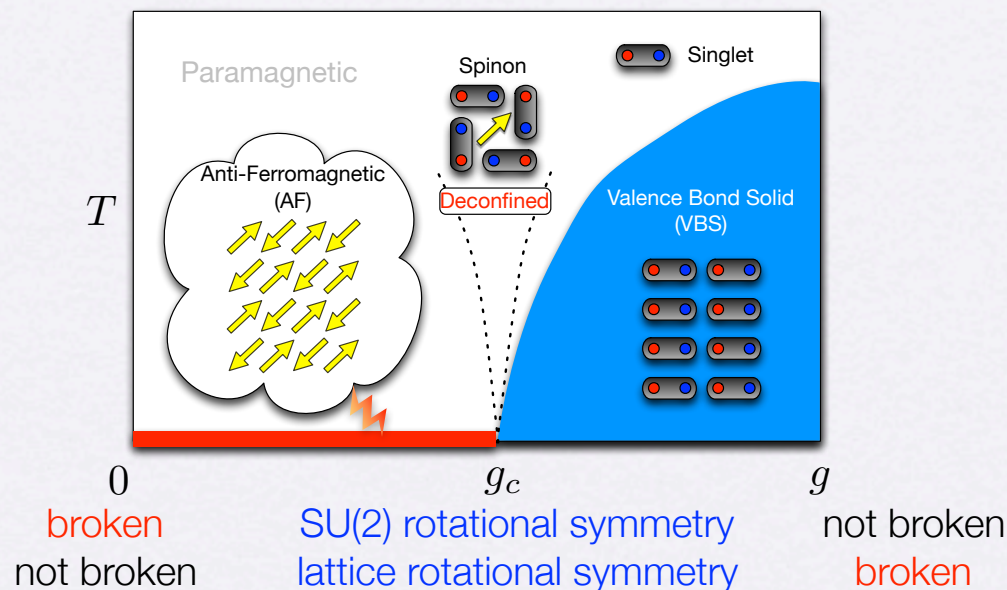 Singlet
Spinon
Paramagnetic
Anti-Ferromagnetic
(AF)
Deconfined
Valence Bond Solid
(VBS)
T
0
g_c
g
broken SU(2) rotational symmetry not broken
not broken lattice rotational symmetry broken